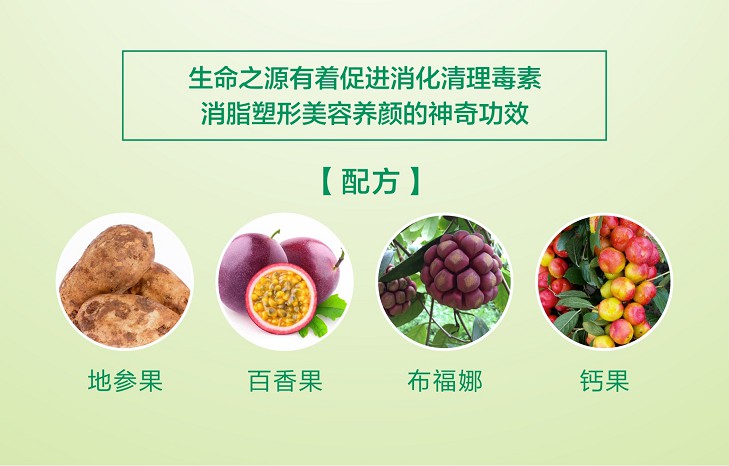 生命之源有着促进消化清理毒素
消脂塑形美容养颜的神奇功效
【配方】
地参果
百香果
布福娜
钙果